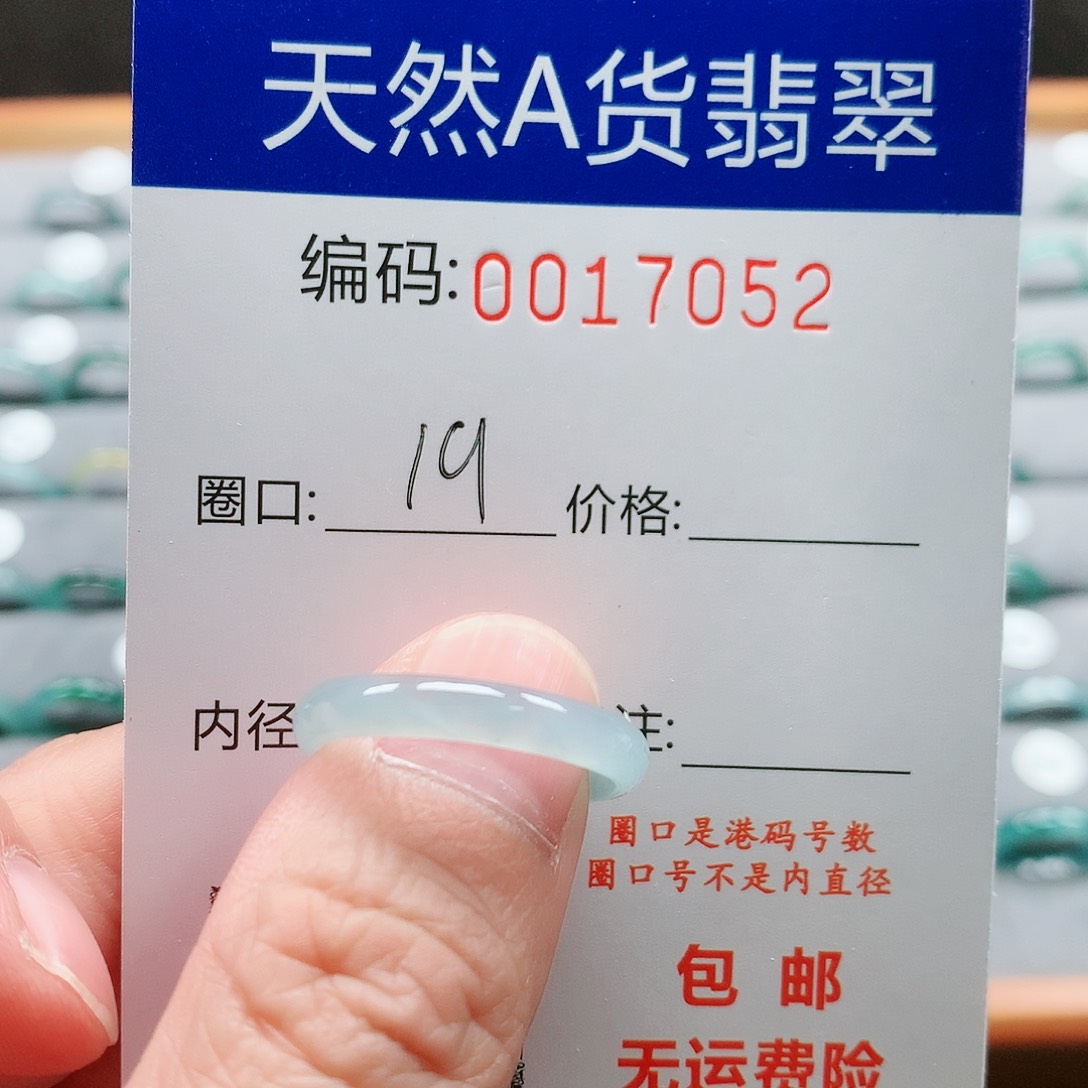 天然A货翡翠
编码:0017052
圈口: 19 价格:
内径 注:
圈口是港码号数
圈口号不是内直径
包 邮
无运费险